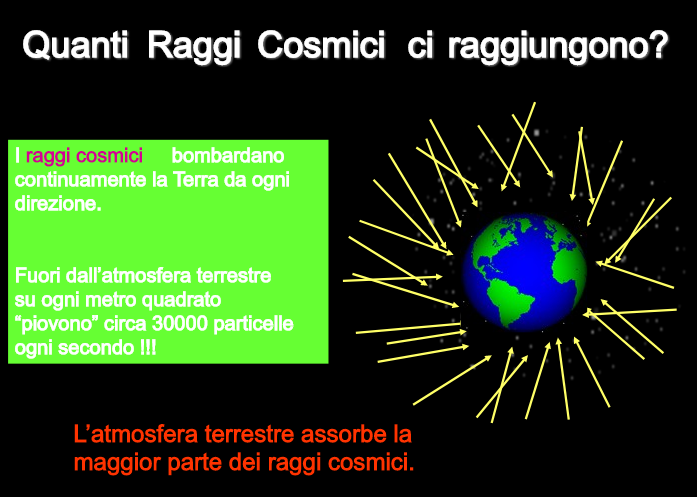 Quanti Raggi Cosmici ci raggiungono?
I raggi cosmici bombardano
continuamente la Terra da ogni
direzione.
Fuori dall'atmosfera terrestre
su ogni metro quadrato
“piovono” circa 30000 particelle
ogni secondo !!!
L'atmosfera terrestre assorbe la
maggior parte dei raggi cosmici.